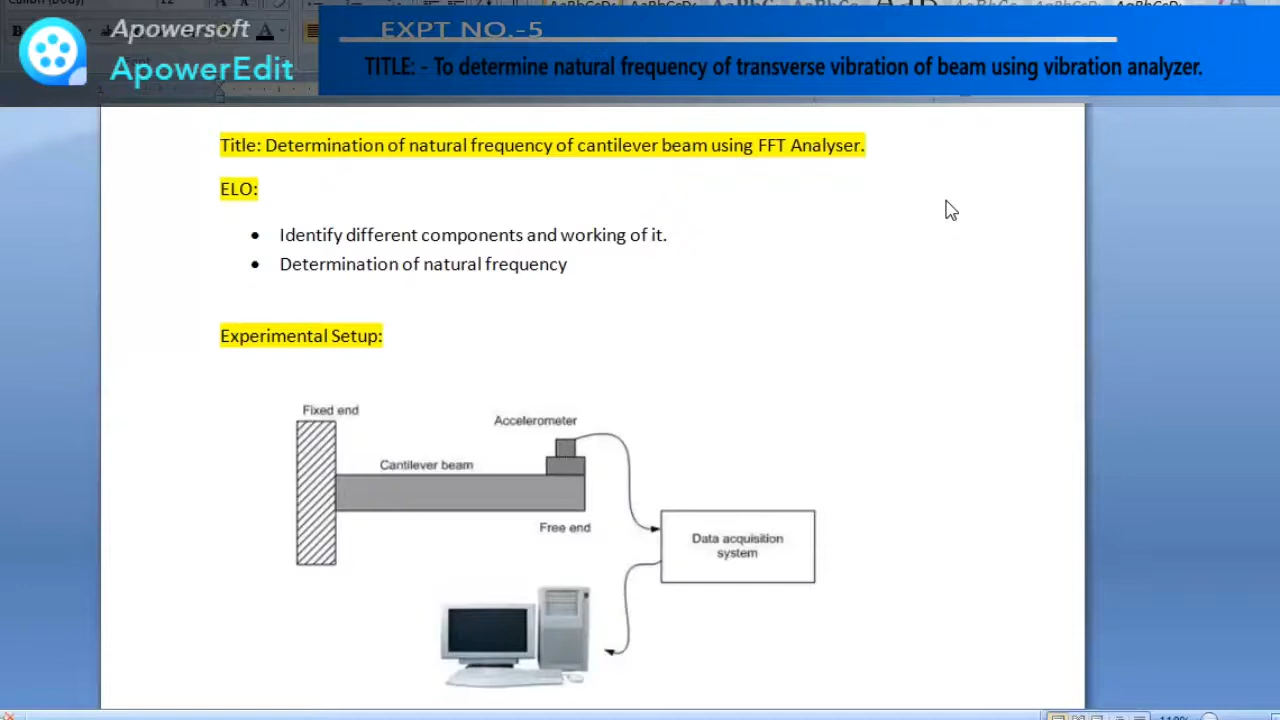 Apowersoft
ApowerEdit
EXPT NO.-5
TITLE: - To determine natural frequency of transverse vibration of beam using vibration analyzer.
Title: Determination of natural frequency of cantilever beam using FFT Analyser.
ELO:
• Identify different components and working of it.
• Determination of natural frequency
Experimental Setup:
Fixed end
Accelerometer
Cantilever beam
Free end
Data acquisition
system